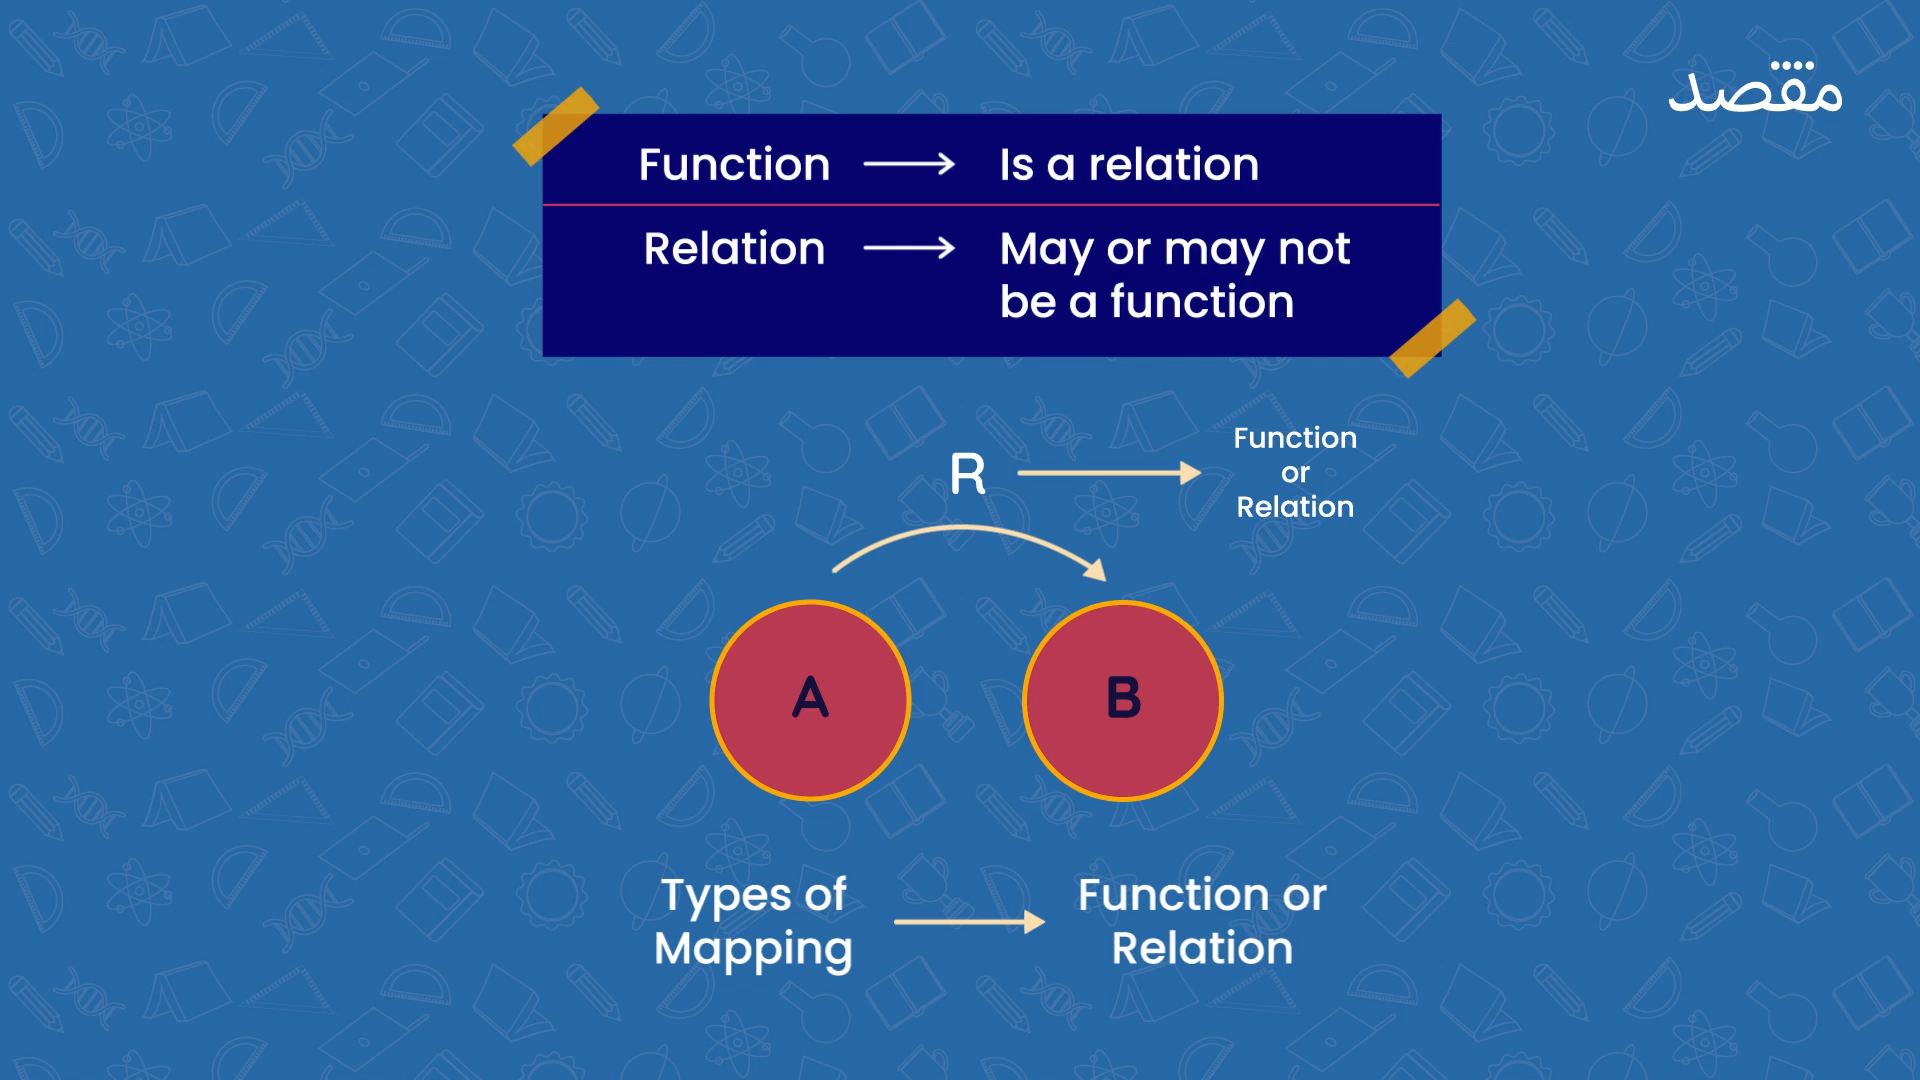 مقصد
Function → Is a relation
Relation → May or may not
be a function
R
Function
or
Relation
A
B
Types of
Mapping
Function or
Relation